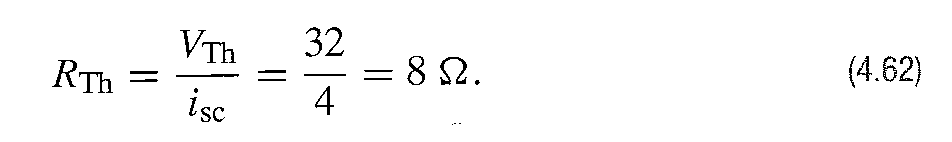 R_Th = V_Th / i_sc = 32 / 4 = 8 Ω. (4.62)